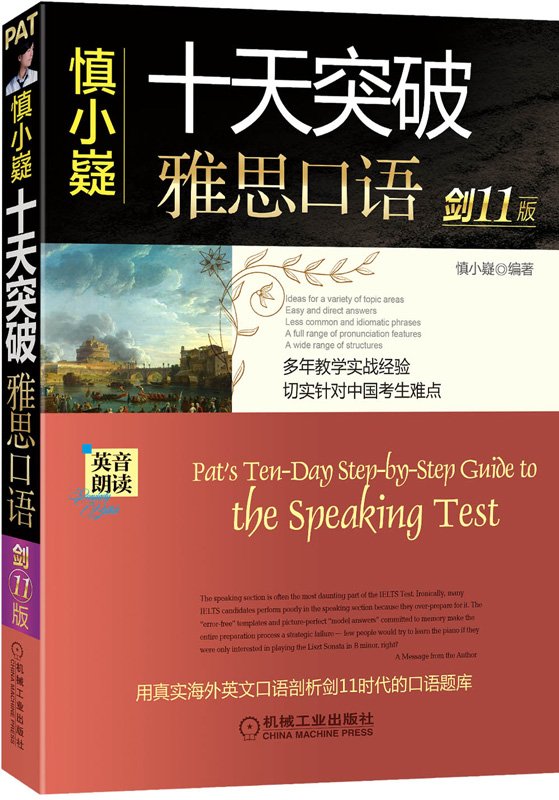 PAT
慎小嶷
十天突破
雅思口语
剑11版
机械工业出版社
CHINA MACHINE PRESS
慎小嶷
十天突破
雅思口语
剑11版
慎小嶷◎编著
Ideas for a variety of topic areas
Easy and direct answers
Less common and idiomatic phrases
A full range of pronunciation features
A wide range of structures
多年教学实战经验
切实针对中国考生难点
英音
朗读
Pat's Ten-Day Step-by-Step Guide to
the Speaking Test
The speaking section is often the most daunting part of the IELTS Test. Ironically, many
IELTS candidates perform poorly in the speaking section because they over-prepare for it. The
"error-free" templates and picture-perfect "model answers" committed to memory make the
entire preparation process a strategic failure — few people would try to learn the piano if they
were only interested in playing the Liszt Sonata in B minor, right?
A Message from the Author
用真实海外英文口语剖析剑11时代的口语题库
机械工业出版社
CHINA MACHINE PRESS